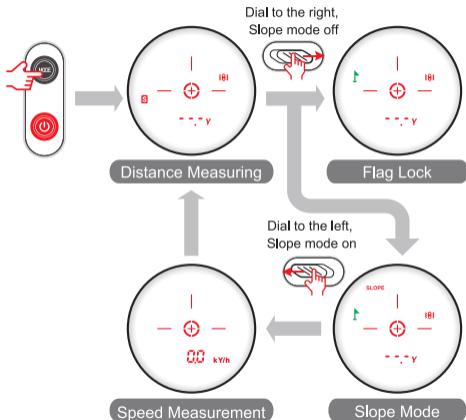 Dial to the right,
Slope mode off
MODE
S
- - . - Y
- - . - Y
Distance Measuring
Flag Lock
Dial to the left,
Slope mode on
SLOPE
0.0 kY/h
- - . - Y
Speed Measurement
Slope Mode